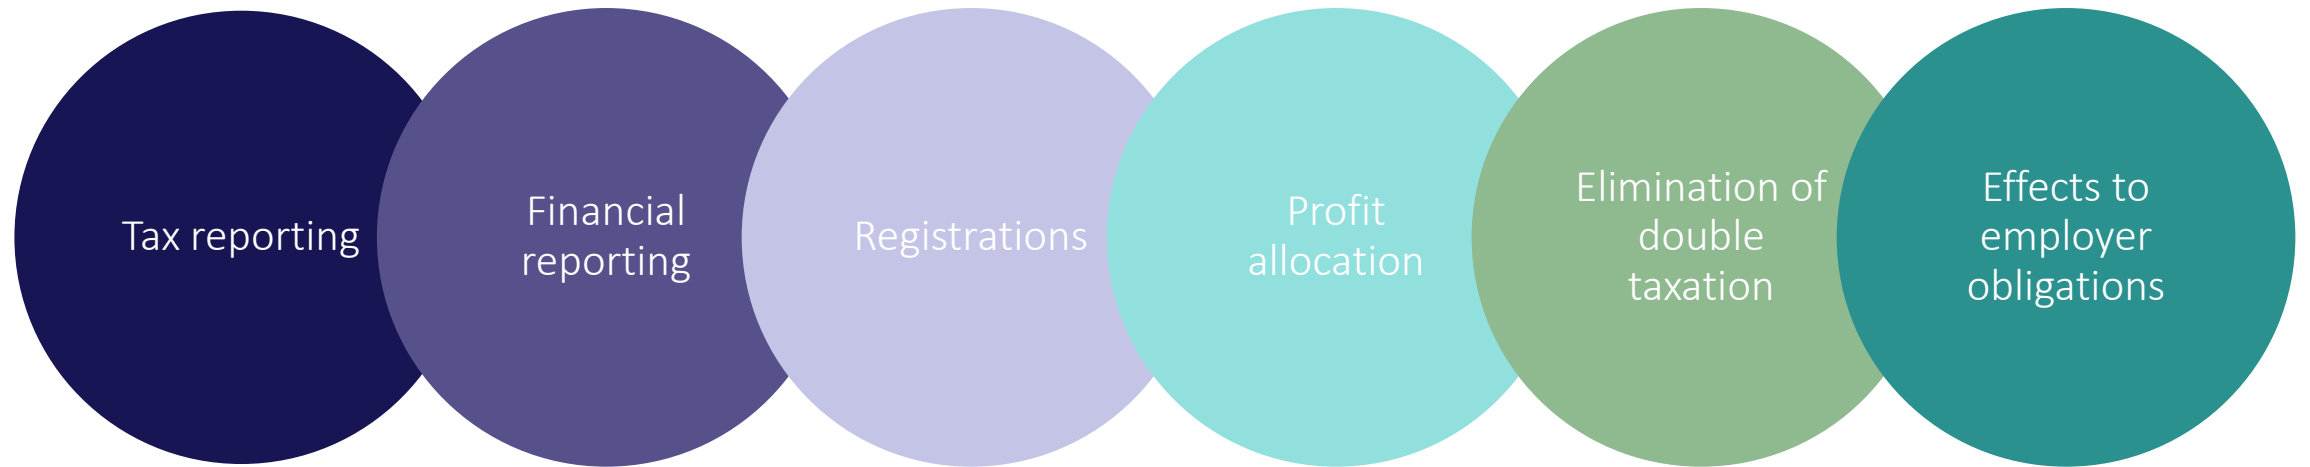 Tax reporting
Financial
reporting
Registrations
Profit
allocation
Elimination of
double
taxation
Effects to
employer
obligations